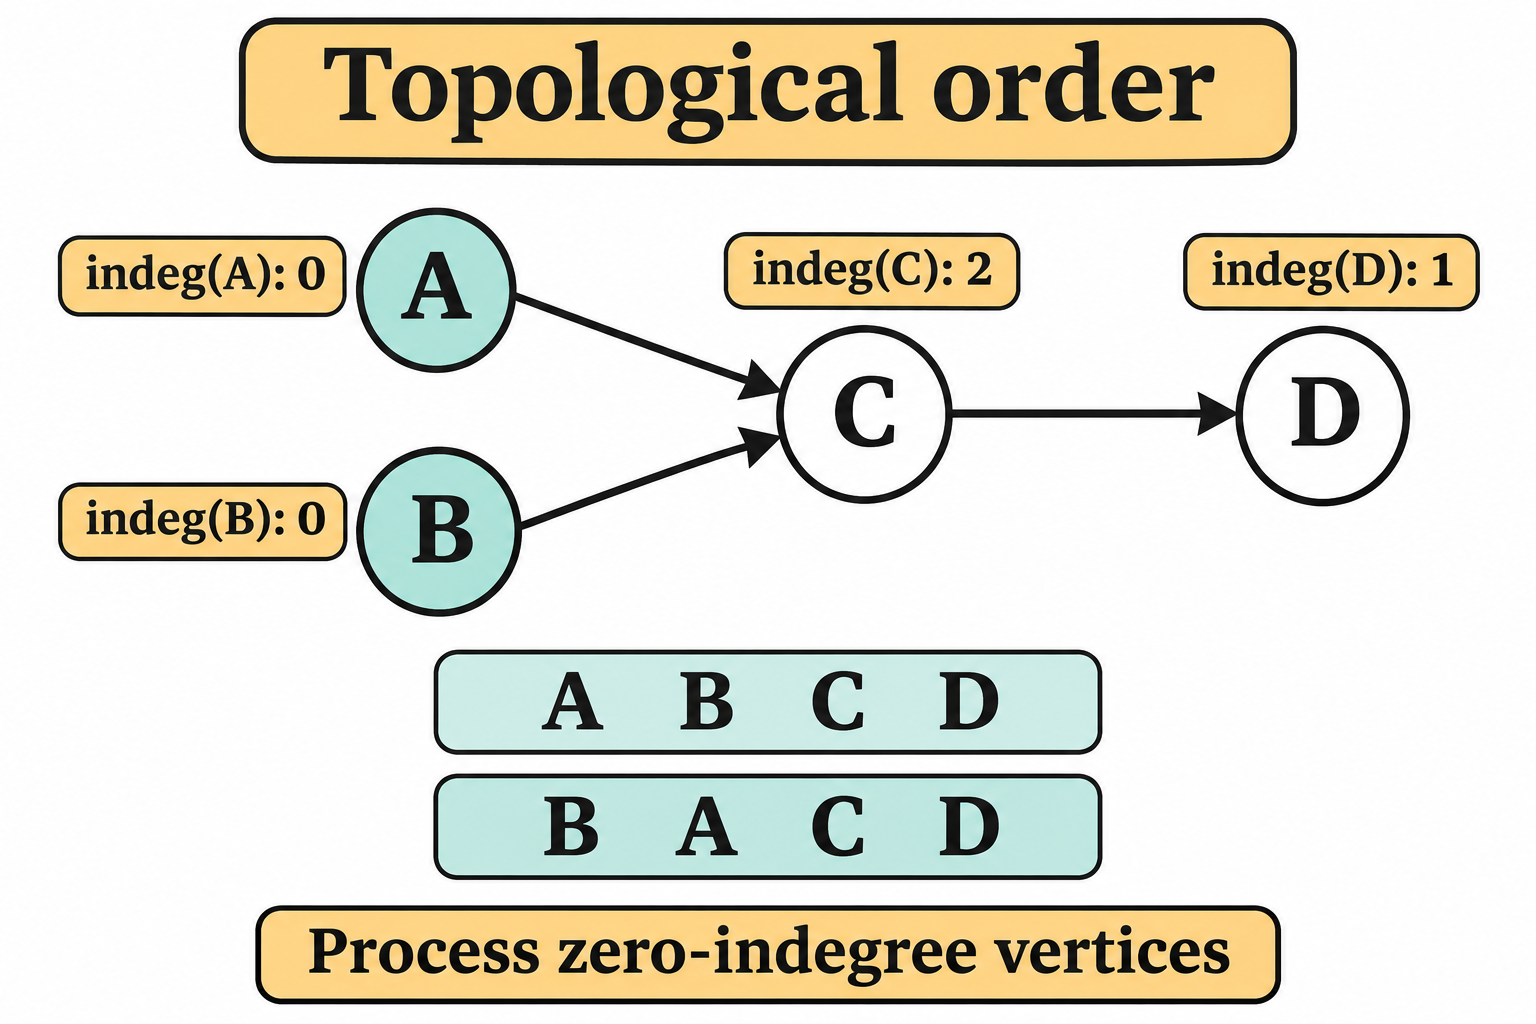 Topological order
indeg(A): 0
A
indeg(C): 2
indeg(D): 1
C
D
indeg(B): 0
B
A B C D
B A C D
Process zero-indegree vertices